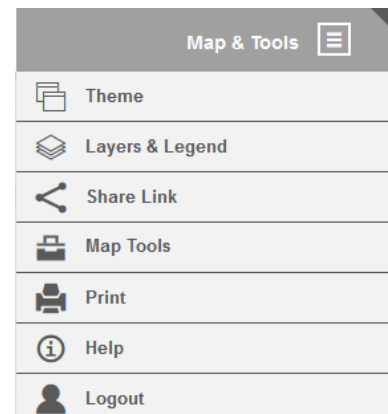 Map & Tools
Theme
Layers & Legend
Share Link
Map Tools
Print
Help
Logout